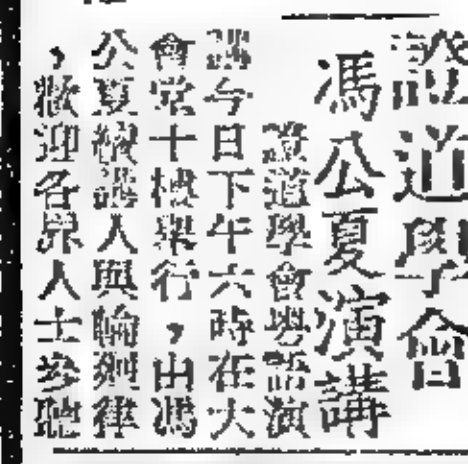 證道學會
馮公夏演講
證道學會粵語演
講今日下午六時在大
會堂十樓舉行，由馮
公夏續講人與輪廻律
，歡迎各界人士參聽